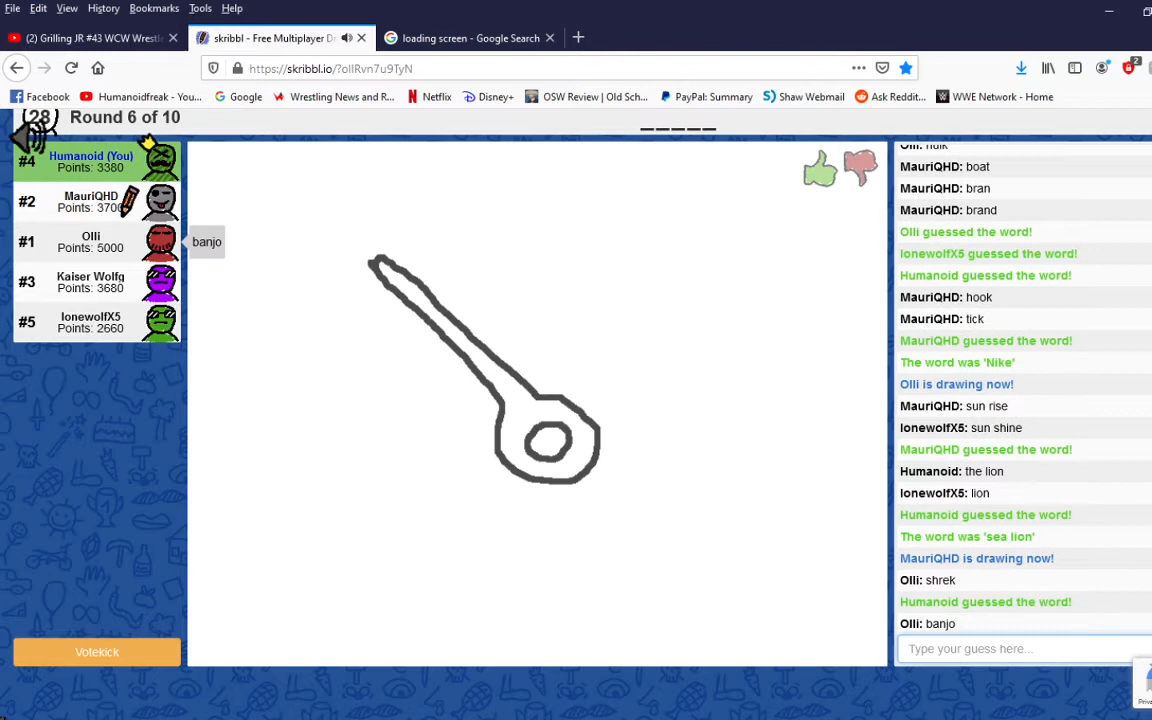 File Edit View History Bookmarks Tools Help
(2) Grilling JR #43 WCW Wrestl
skribbl - Free Multiplayer Dr
loading screen - Google Search
https://skribbl.io/?olIRvn7u9TyN
2
Facebook
Humanoidfreak - You...
Google
Wrestling News and R...
Netflix
Disney+
OSW Review | Old Sch...
PayPal: Summary
Shaw Webmail
Ask Reddit...
WWE Network - Home
28 Round 6 of 10
_____
#4 Humanoid (You)
Points: 3380
#2 MauriQHD
Points: 3700
#1 Olli
Points: 5000
banjo
#3 Kaiser Wolfg
Points: 3680
#5 lonewolfX5
Points: 2660
Votekick
Olli: hulk
MauriQHD: boat
MauriQHD: bran
MauriQHD: brand
Olli guessed the word!
lonewolfX5 guessed the word!
Humanoid guessed the word!
MauriQHD: hook
MauriQHD: tick
MauriQHD guessed the word!
The word was 'Nike'
Olli is drawing now!
MauriQHD: sun rise
lonewolfX5: sun shine
MauriQHD guessed the word!
Humanoid: the lion
lonewolfX5: lion
Humanoid guessed the word!
The word was 'sea lion'
MauriQHD is drawing now!
Olli: shrek
Humanoid guessed the word!
Olli: banjo
Type your guess here...